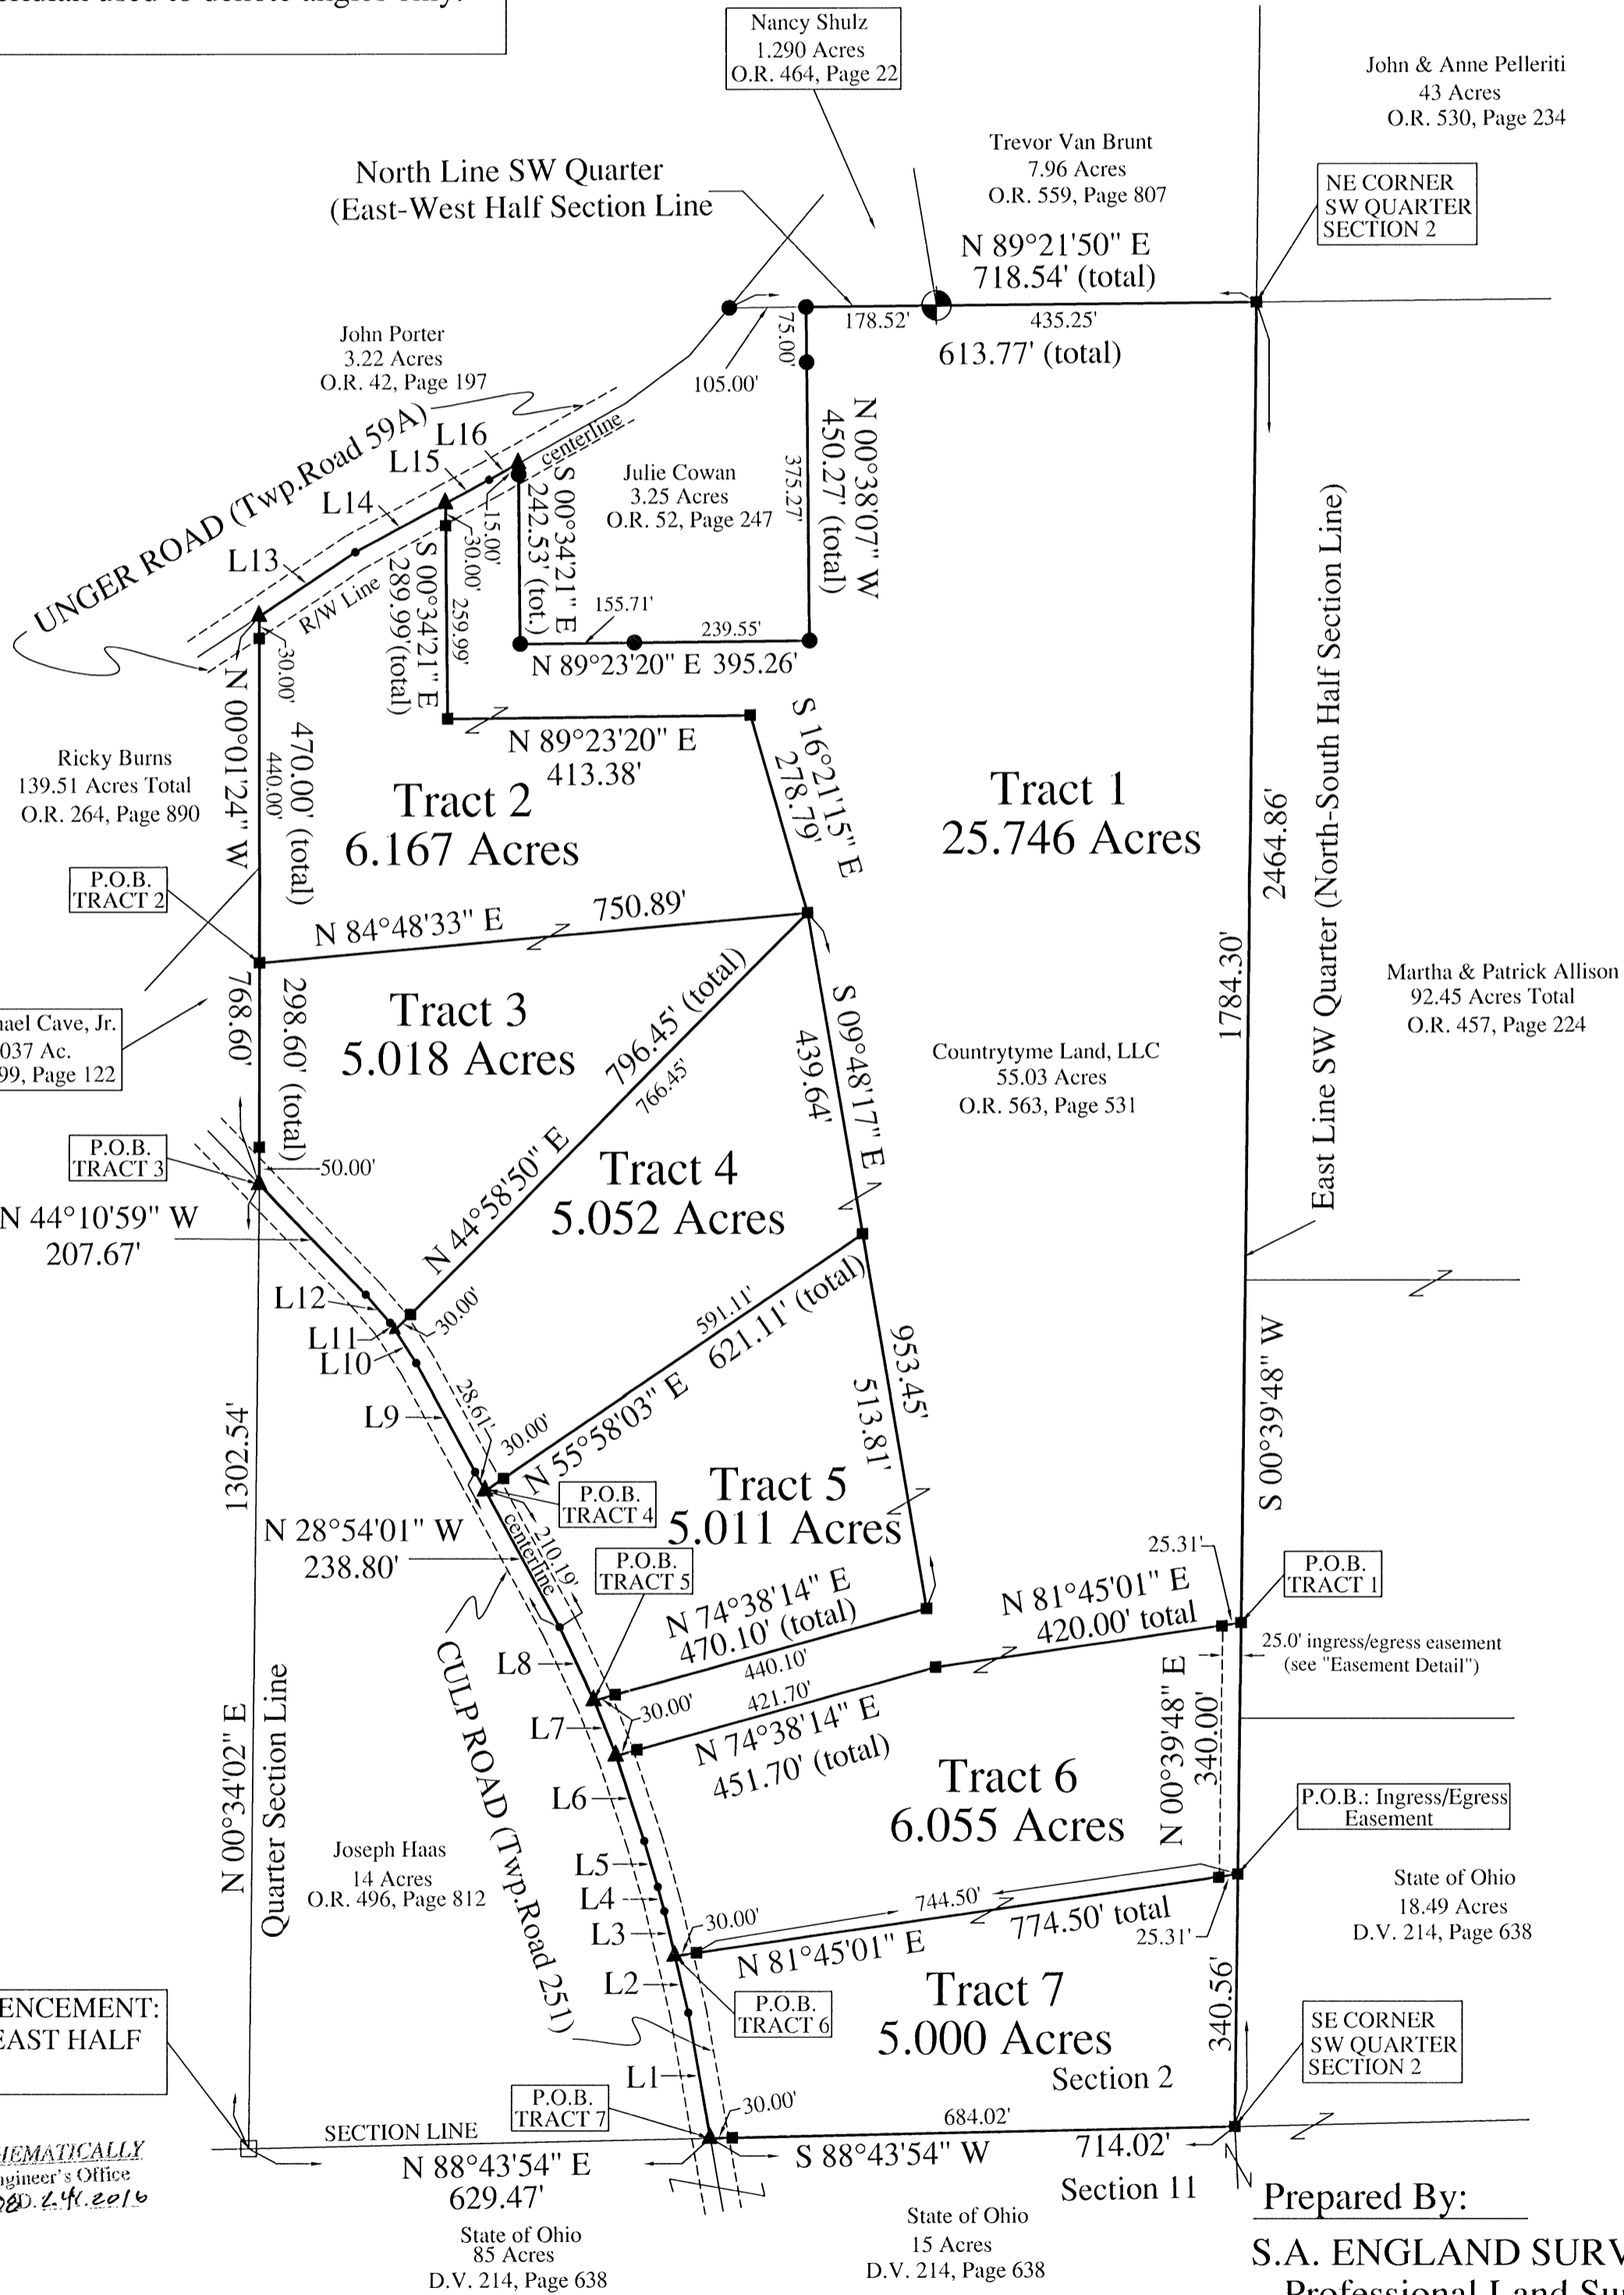 eridian used to denote angles only.
Nancy Shulz
1.290 Acres
O.R. 464, Page 22
John & Anne Pelleriti
43 Acres
O.R. 530, Page 234
Trevor Van Brunt
7.96 Acres
O.R. 559, Page 807
North Line SW Quarter
(East-West Half Section Line
NE CORNER
SW QUARTER
SECTION 2
N 89°21'50" E
718.54' (total)
178.52'
435.25'
613.77' (total)
75.00'
105.00'
John Porter
3.22 Acres
O.R. 42, Page 197
UNGER ROAD (Twp.Road 59A)
L16
L15
L14
L13
centerline
R/W Line
Julie Cowan
3.25 Acres
O.R. 52, Page 247
375.27'
N 00°38'07" W
450.27' (total)
15.00'
S 00°34'21" E
242.53' (tot.)
30.00'
S 00°34'21" E
289.99'(total)
259.99'
155.71'
239.55'
N 89°23'20" E 395.26'
30.00'
N 00°01'24" W
470.00' (total)
440.00'
N 89°23'20" E
413.38'
S 16°21'15" E
278.79'
Ricky Burns
139.51 Acres Total
O.R. 264, Page 890
Tract 2
6.167 Acres
Tract 1
25.746 Acres
2464.86'
East Line SW Quarter (North-South Half Section Line)
P.O.B.
TRACT 2
N 84°48'33" E
750.89'
768.60'
298.60' (total)
Tract 3
5.018 Acres
796.45' (total)
766.45'
N 44°58'50" E
S 09°48'17" E
439.64'
1784.30'
Martha & Patrick Allison
92.45 Acres Total
O.R. 457, Page 224
Countrytyme Land, LLC
55.03 Acres
O.R. 563, Page 531
nael Cave, Jr.
037 Ac.
99, Page 122
P.O.B.
TRACT 3
50.00'
N 44°10'59" W
207.67'
Tract 4
5.052 Acres
L12
L11
L10
30.00'
591.11'
621.11' (total)
N 55°58'03" E
953.45'
513.81'
S 00°39'48" W
L9
28.61'
30.00'
1302.54'
P.O.B.
TRACT 4
Tract 5
5.011 Acres
N 28°54'01" W
238.80'
centerline
210.19'
P.O.B.
TRACT 5
25.31'
P.O.B.
TRACT 1
N 74°38'14" E
470.10' (total)
440.10'
N 81°45'01" E
420.00' total
25.0' ingress/egress easement
(see "Easement Detail")
L8
L7
30.00'
421.70'
N 74°38'14" E
451.70' (total)
N 00°39'48" E
340.00'
CULP ROAD (Twp.Road 251)
N 00°34'02" E
Quarter Section Line
L6
Tract 6
6.055 Acres
P.O.B.: Ingress/Egress
Easement
Joseph Haas
14 Acres
O.R. 496, Page 812
L5
L4
L3
L2
30.00'
744.50'
774.50' total
N 81°45'01" E
25.31'
State of Ohio
18.49 Acres
D.V. 214, Page 638
Tract 7
5.000 Acres
Section 2
P.O.B.
TRACT 6
340.56'
SE CORNER
SW QUARTER
SECTION 2
ENCEMENT:
EAST HALF
L1
P.O.B.
TRACT 7
30.00'
684.02'
SECTION LINE
N 88°43'54" E
629.47'
S 88°43'54" W
714.02'
Section 11
HEMATICALLY
ngineer's Office
State of Ohio
85 Acres
D.V. 214, Page 638
State of Ohio
15 Acres
D.V. 214, Page 638
Prepared By:
S.A. ENGLAND SURV
Professional Land Su